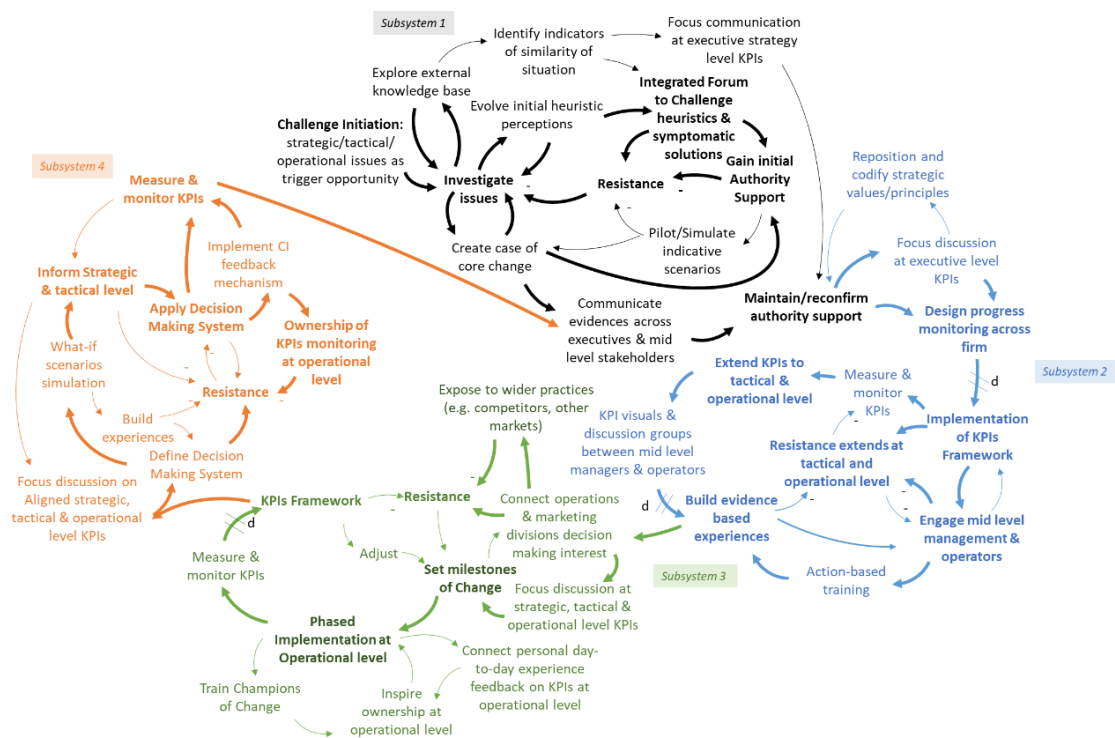 Subsystem 1
Identify indicators
of similarity of
situation
Focus communication
at executive strategy
level KPIs
Explore external
knowledge base
Integrated Forum
to Challenge
heuristics &
symptomatic
solutions
Evolve initial heuristic
perceptions
Challenge Initiation:
strategic/tactical/
operational issues as
trigger opportunity
Investigate
issues
-
Resistance
-
Gain initial
Authority
Support
-
Pilot/Simulate
indicative
scenarios
Create case of
core change
Communicate
evidences across
executives & mid
level stakeholders
Maintain/reconfirm
authority support
Reposition and
codify strategic
values/principles
Focus discussion
at executive level
KPIs
Design progress
monitoring across
firm
Subsystem 2
d
Extend KPIs to
tactical &
operational level
Measure &
monitor KPIs
-
Implementation
of KPIs
Framework
KPI visuals &
discussion groups
between mid level
managers & operators
Resistance extends at
tactical and
operational level
-
-
-
d
Build evidence
based
experiences
Engage mid level
management &
operators
Action-based
training
Subsystem 3
Expose to wider practices
(e.g. competitors, other
markets)
-
KPIs Framework
Resistance
-
Connect operations
& marketing
divisions decision
making interest
d
Measure &
monitor KPIs
Adjust
Set milestones
of Change
Focus discussion at
strategic, tactical &
operational level KPIs
Phased
Implementation at
Operational level
Connect personal day-
to-day experience
feedback on KPIs at
operational level
Train Champions
of Change
Inspire
ownership at
operational level
Subsystem 4
Measure &
monitor KPIs
Implement CI
feedback
mechanism
Inform Strategic
& tactical level
Apply Decision
Making System
Ownership of
KPIs monitoring
at operational
level
What-if
scenarios
simulation
-
-
Resistance
-
-
-
Build
experiences
Define Decision
Making System
Focus discussion on
Aligned strategic,
tactical & operational
level KPIs